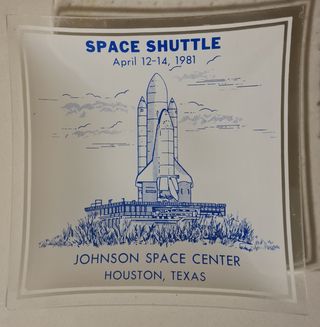 SPACE SHUTTLE
April 12-14, 1981
JOHNSON SPACE CENTER
HOUSTON, TEXAS